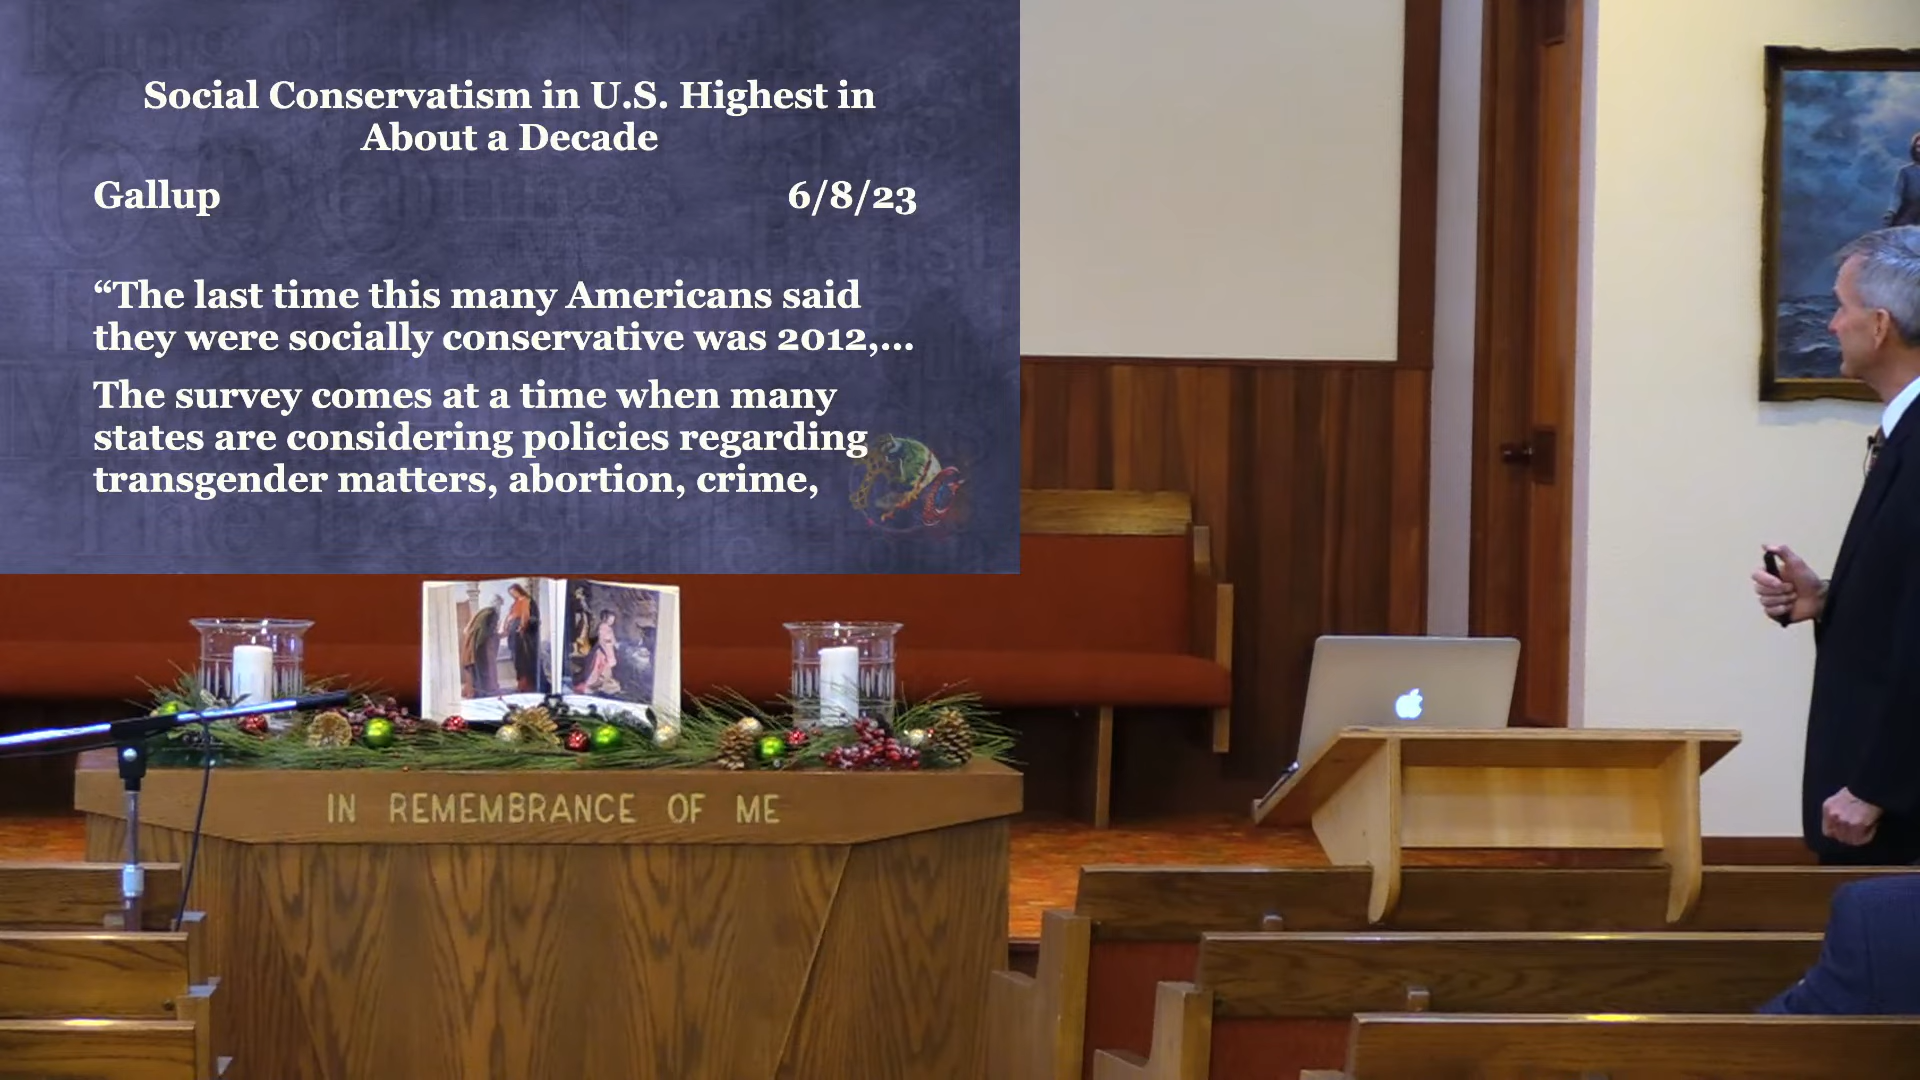 Social Conservatism in U.S. Highest in
About a Decade
Gallup 6/8/23
“The last time this many Americans said
they were socially conservative was 2012,...
The survey comes at a time when many
states are considering policies regarding
transgender matters, abortion, crime,
IN REMEMBRANCE OF ME